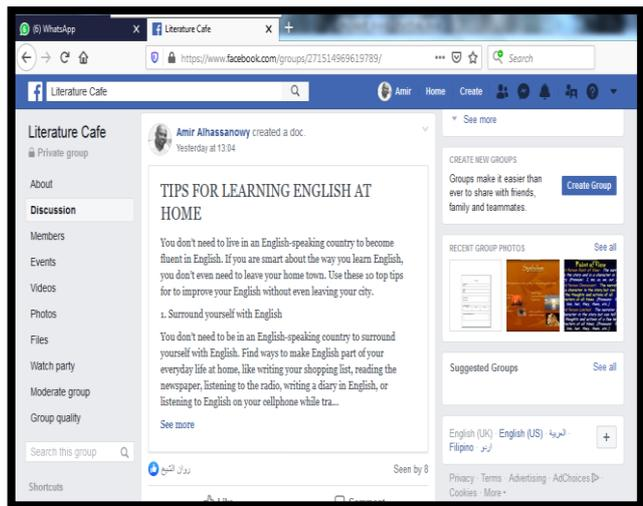 (6) WhatsApp X
Literature Cafe X +
https://www.facebook.com/groups/271514969619789/ ••• Search
Literature Cafe
Amir Home Create
Literature Cafe
Private group
About
Discussion
Members
Events
Videos
Photos
Files
Watch party
Moderate group
Group quality
Search this group
Shortcuts
Amir Alhassanowy created a doc.
Yesterday at 13:04
TIPS FOR LEARNING ENGLISH AT
HOME
You don't need to live in an English-speaking country to become
fluent in English. If you are smart about the way you learn English,
you don't even need to leave your home town. Use these 10 top tips
for to improve your English without even leaving your city.
1. Surround yourself with English
You don't need to be in an English-speaking country to surround
yourself with English. Find ways to make English part of your
everyday life at home, like writing your shopping list, reading the
newspaper, listening to the radio, writing a diary in English, or
listening to English on your cellphone while tra...
See more
روان الشيخ
Seen by 8
Like Comment
See more
CREATE NEW GROUPS
Groups make it easier than
ever to share with friends,
family and teammates.
Create Group
RECENT GROUP PHOTOS See all
Symbolism
Point of View
Suggested Groups See all
English (UK) · English (US) · العربية ·
Filipino · اردو
+
Privacy · Terms · Advertising · AdChoices ·
Cookies · More